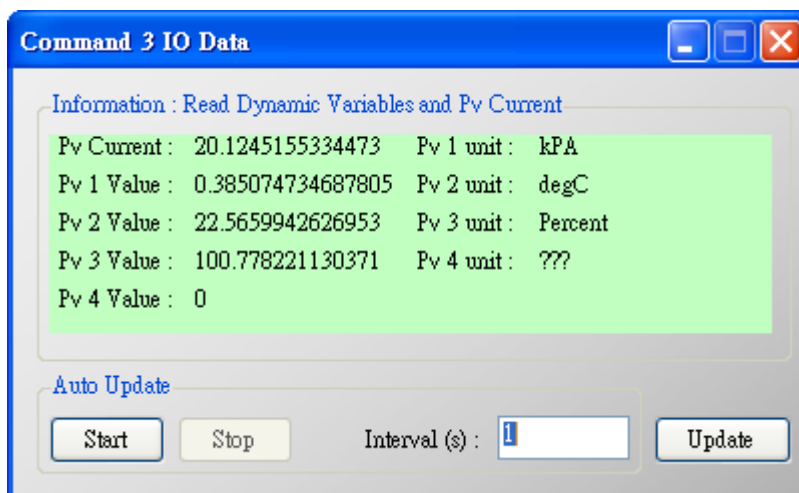 Command 3 IO Data
Information : Read Dynamic Variables and Pv Current
Pv Current : 20.1245155334473 Pv 1 unit : kPA
Pv 1 Value : 0.385074734687805 Pv 2 unit : degC
Pv 2 Value : 22.5659942626953 Pv 3 unit : Percent
Pv 3 Value : 100.778221130371 Pv 4 unit : ???
Pv 4 Value : 0
Auto Update
Start Stop Interval (s) : 1 Update